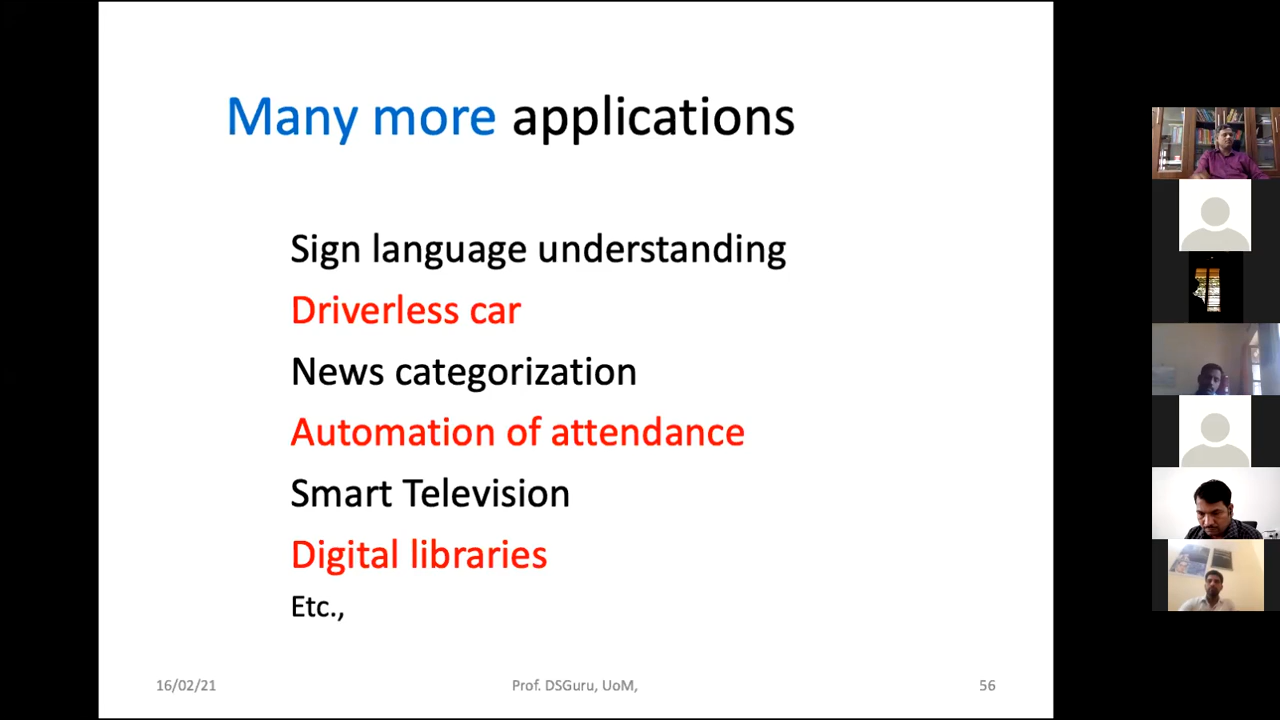 Many more applications
Sign language understanding
Driverless car
News categorization
Automation of attendance
Smart Television
Digital libraries
Etc.,
16/02/21
Prof. DSGuru, UoM,
56